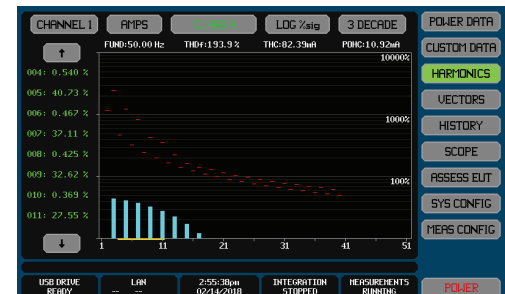 CHANNEL 1 AMPS LOG %sig 3 DECADE POWER DATA
FUND:50.00 Hz THDf:193.9 % THC:82.39mA POHC:10.92mA CUSTOM DATA
10000%
004: 0.540 % HARMONICS
005: 40.73 % VECTORS
006: 0.467 % 1000% HISTORY
007: 37.11 %
008: 0.425 % SCOPE
009: 32.62 % 100% ASSESS EUT
010: 0.369 % SYS CONFIG
011: 27.55 % MEAS CONFIG
1 11 21 31 41 51
USB DRIVE LAN 2:55:38pm INTEGRATION MEASUREMENTS
READY -- -- 02/14/2018 STOPPED RUNNING POWER